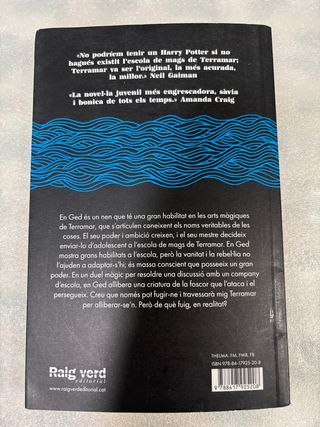 «No podríem tenir un Harry Potter si no
hagués existit l'escola de mags de Terramar;
Terramar va ser l'original, la més acurada,
la millor.» Neil Gaiman
«La novel·la juvenil més engrescadora, sàvia
i bonica de tots els temps.» Amanda Craig
En Ged és un nen que té una gran habilitat en les arts màgiques
de Terramar, que s'articulen coneixent els noms veritables de les
coses. El seu poder i ambició creixen, i el seu mestre decideix
enviar-lo d'adolescent a l'escola de mags de Terramar. En Ged
mostra grans habilitats a l'escola, però la vanitat i la rebel·lia no
l'ajuden a adaptar-s'hi; és massa conscient que posseeix un gran
poder. En un duel màgic per resoldre una discussió amb un company
d'escola, en Ged allibera una criatura de la foscor que l'ataca i el
persegueix. Creu que només pot fugir-ne i travessarà mig Terramar
per alliberar-se'n. Però de què fuig, en realitat?
Raig verd
editorial
www.raigverdeditorial.cat
THELMA: FM, FMR, FB
ISBN 978-84-17925-20-8
9 788417 925208